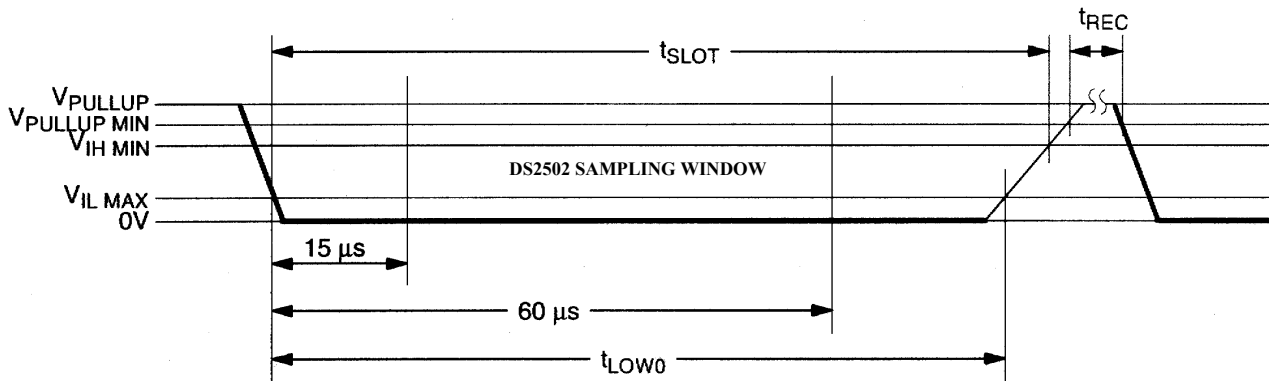 tREC
tSLOT
VPULLUP
VPULLUP MIN
VIH MIN
DS2502 SAMPLING WINDOW
VIL MAX
0V
15 μs
60 μs
tLOW0